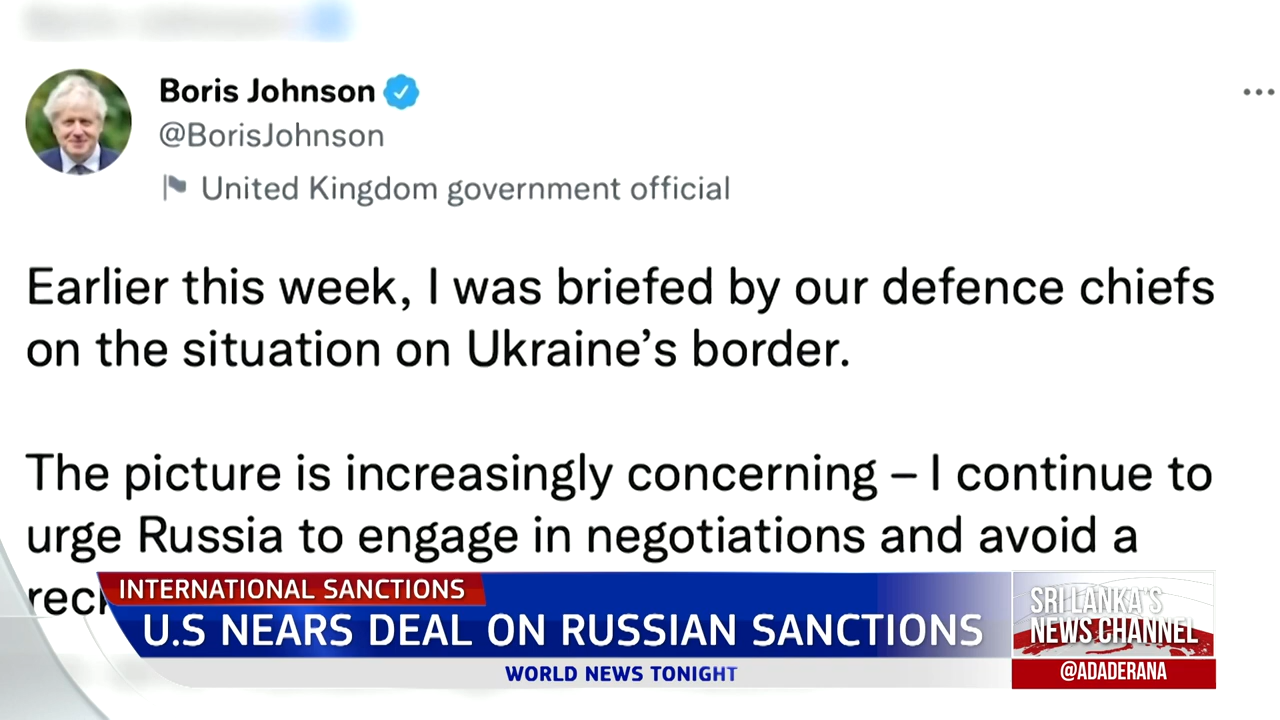 Boris Johnson
@BorisJohnson
United Kingdom government official
Earlier this week, I was briefed by our defence chiefs
on the situation on Ukraine’s border.
The picture is increasingly concerning – I continue to
urge Russia to engage in negotiations and avoid a
INTERNATIONAL SANCTIONS
U.S NEARS DEAL ON RUSSIAN SANCTIONS
WORLD NEWS TONIGHT
SRI LANKA'S
NEWS CHANNEL
@ADADERANA